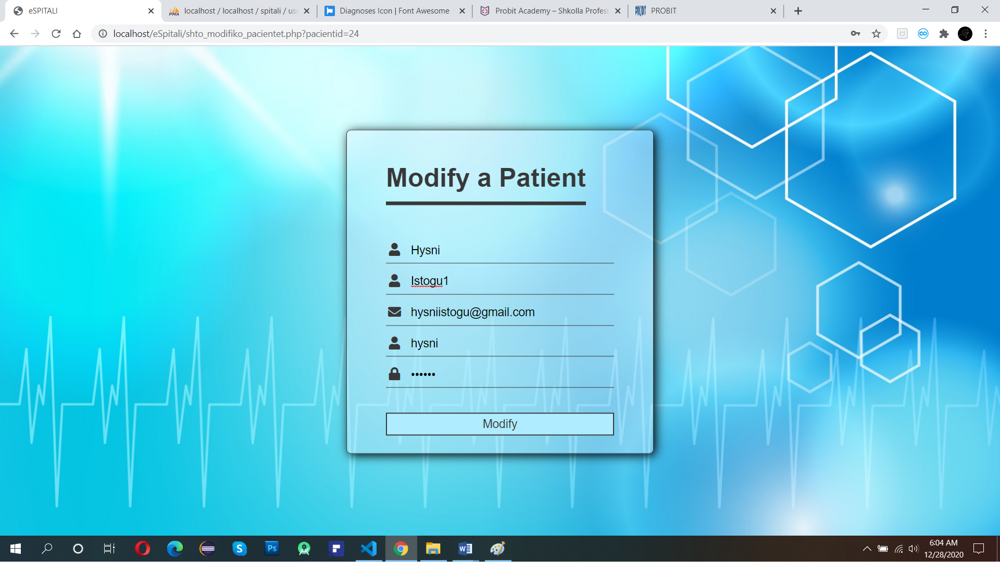 eSPITALI
localhost / localhost / spitali / use
Diagnoses Icon | Font Awesome
Probit Academy – Shkolla Profesi
PROBIT
localhost/eSpitali/shto_modifiko_pacientet.php?pacientid=24
Modify a Patient
Hysni
Istogu1
hysniistogu@gmail.com
hysni
••••••
Modify
6:04 AM
12/28/2020